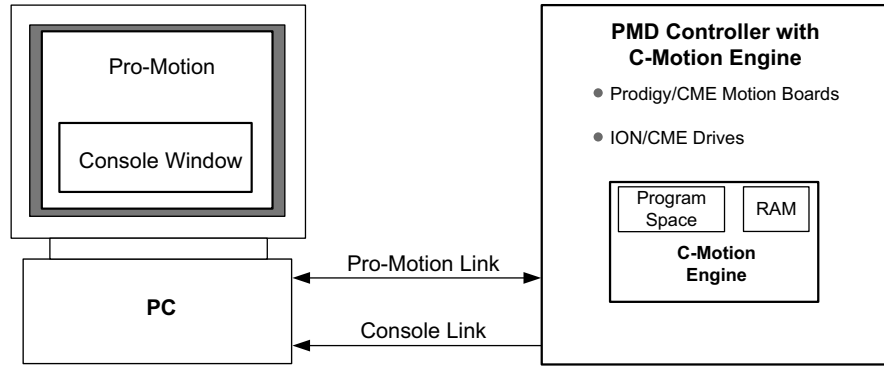 Pro-Motion
Console Window
PC
Pro-Motion Link
Console Link
PMD Controller with
C-Motion Engine
Prodigy/CME Motion Boards
ION/CME Drives
Program
Space
RAM
C-Motion
Engine